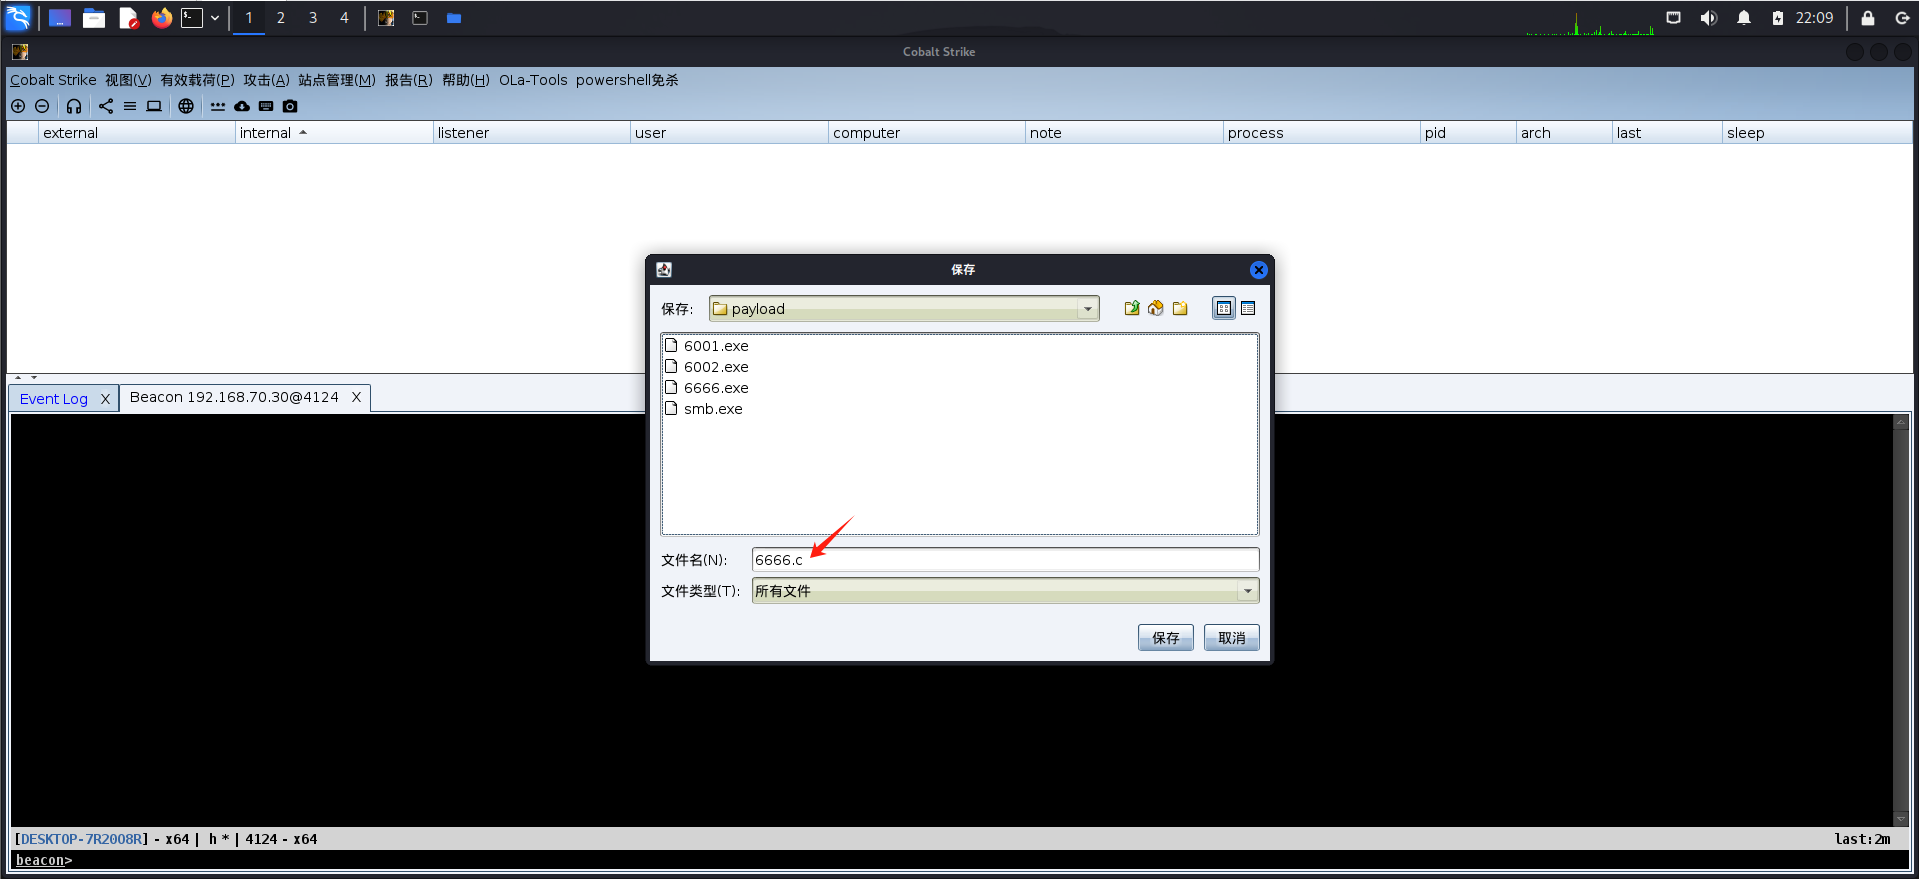 1 2 3 4 22:09
Cobalt Strike
Cobalt Strike 视图(V) 有效载荷(P) 攻击(A) 站点管理(M) 报告(R) 帮助(H) OLa-Tools powershell免杀
external internal listener user computer note process pid arch last sleep
保存
保存: payload
6001.exe
6002.exe
6666.exe
smb.exe
文件名(N): 6666.c
文件类型(T): 所有文件
保存 取消
Event Log X Beacon 192.168.70.30@4124 X
[DESKTOP-7R2008R] - x64 | h * | 4124 - x64 last:2m
beacon>